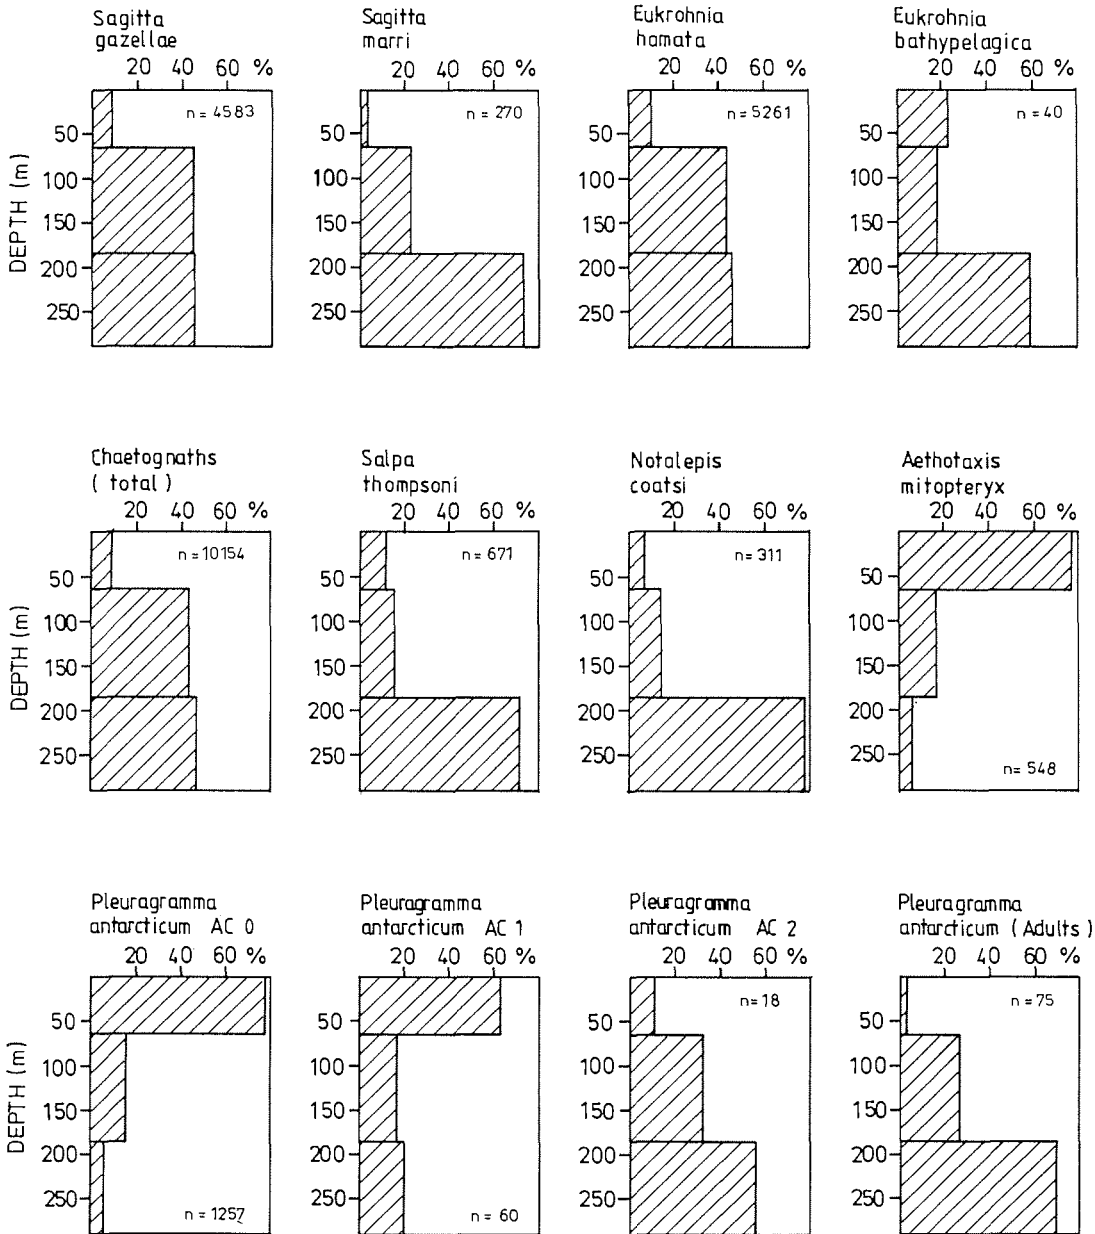 Sagitta
gazellae
20 40 60 %
n = 4583
50
100
150
200
250
DEPTH (m)
Sagitta
marri
20 40 60 %
n = 270
50
100
150
200
250
Eukrohnia
hamata
20 40 60 %
n = 5261
50
100
150
200
250
Eukrohnia
bathypelagica
20 40 60 %
n = 40
50
100
150
200
250
Chaetognaths
( total )
20 40 60 %
n = 10154
50
100
150
200
250
DEPTH (m)
Salpa
thompsoni
20 40 60 %
n = 671
50
100
150
200
250
Notolepis
coatsi
20 40 60 %
n = 311
50
100
150
200
250
Aethotaxis
mitopteryx
20 40 60 %
50
100
150
200
250
n = 548
Pleuragramma
antarcticum AC 0
20 40 60 %
50
100
150
200
250
n = 1257
DEPTH (m)
Pleuragramma
antarcticum AC 1
20 40 60 %
50
100
150
200
250
n = 60
Pleuragramma
antarcticum AC 2
20 40 60 %
n = 18
50
100
150
200
250
Pleuragramma
antarcticum ( Adults )
20 40 60 %
n = 75
50
100
150
200
250